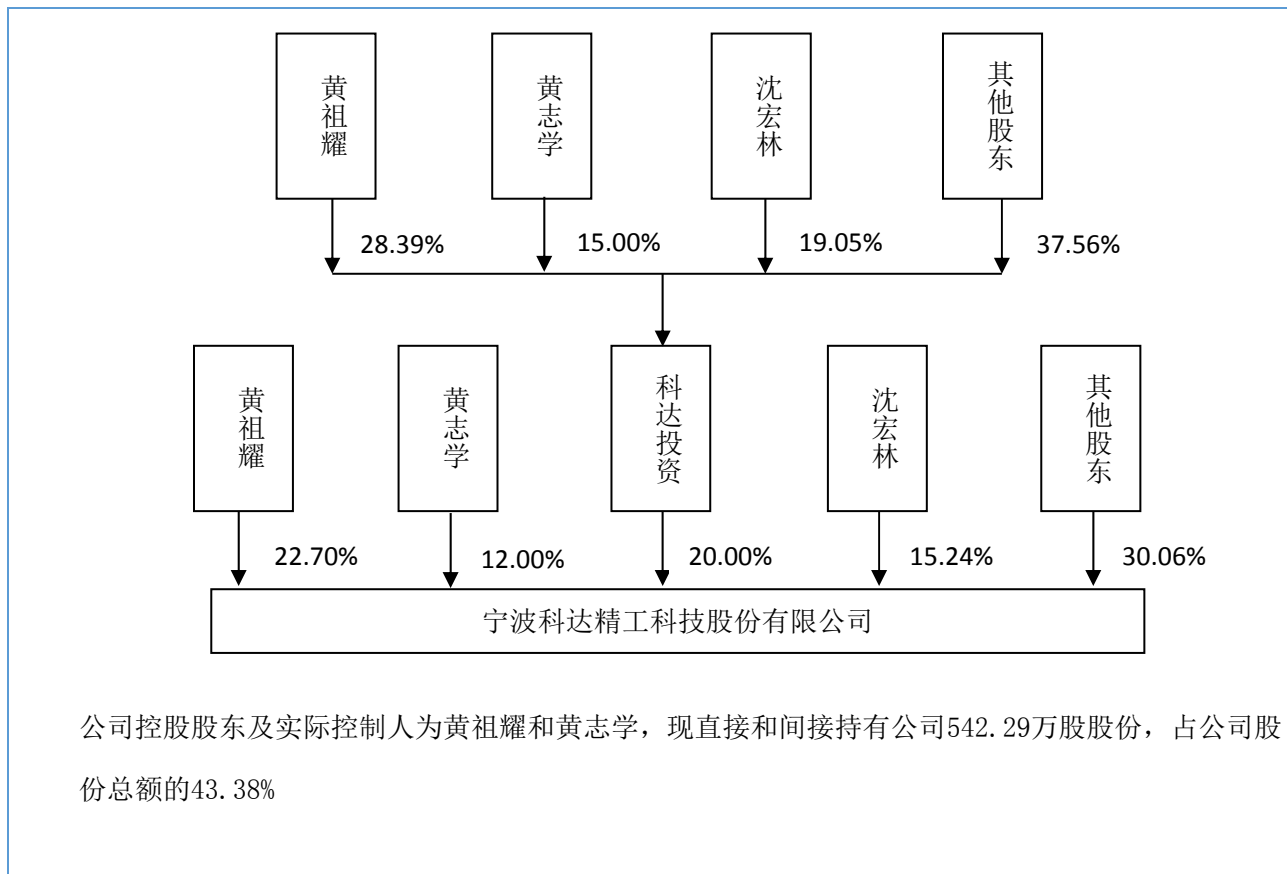 黄祖耀
黄志学
沈宏林
其他股东
28.39%
15.00%
19.05%
37.56%
黄祖耀
黄志学
科达投资
沈宏林
其他股东
22.70%
12.00%
20.00%
15.24%
30.06%
宁波科达精工科技股份有限公司
公司控股股东及实际控制人为黄祖耀和黄志学，现直接和间接持有公司542.29万股股份，占公司股
份总额的43.38%